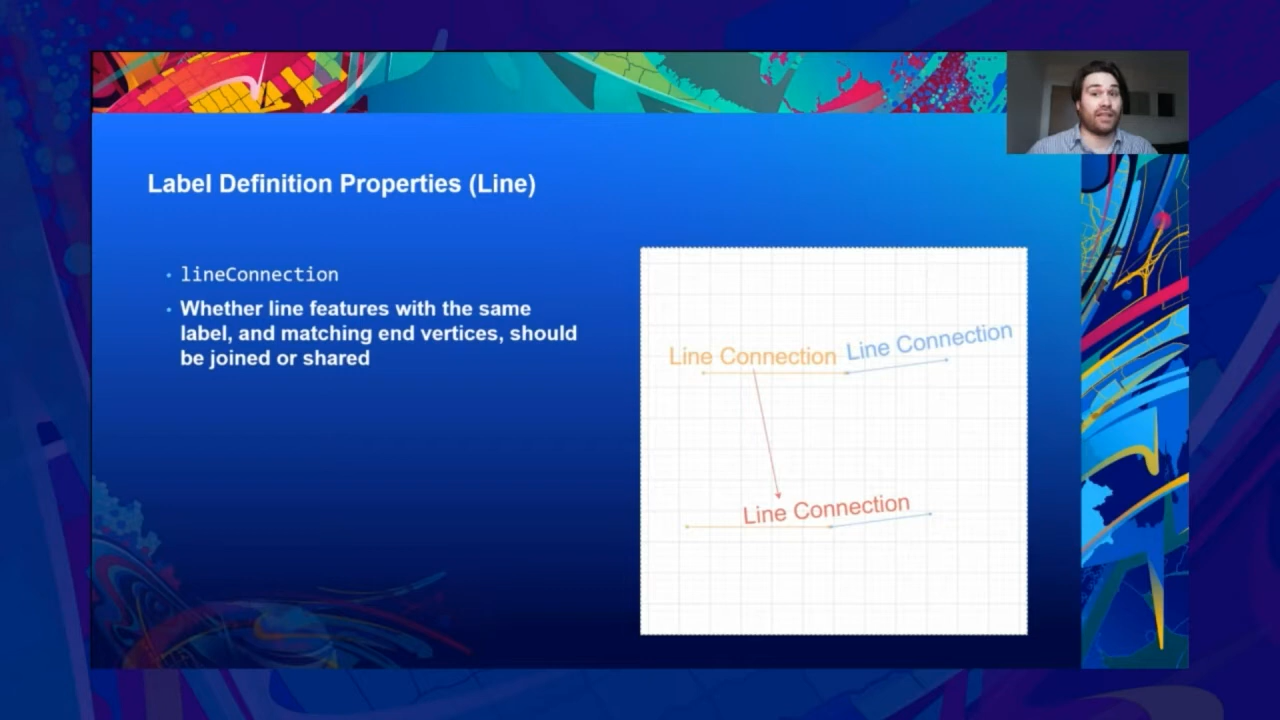 Label Definition Properties (Line)
lineConnection
Whether line features with the same
label, and matching end vertices, should
be joined or shared
Line Connection
Line Connection
Line Connection